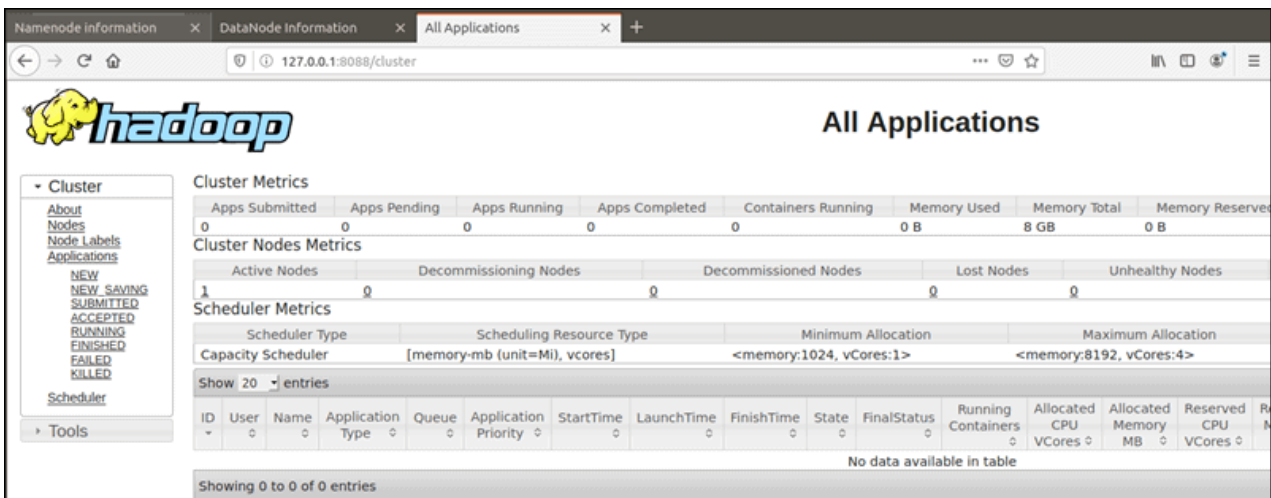 Namenode information × DataNode Information × All Applications × +
127.0.0.1:8088/cluster
hadoop
All Applications
Cluster
About
Nodes
Node Labels
Applications
NEW
NEW_SAVING
SUBMITTED
ACCEPTED
RUNNING
FINISHED
FAILED
KILLED
Scheduler
Tools
Cluster Metrics
Apps Submitted Apps Pending Apps Running Apps Completed Containers Running Memory Used Memory Total Memory Reserved
0 0 0 0 0 0 B 8 GB 0 B
Cluster Nodes Metrics
Active Nodes Decommissioning Nodes Decommissioned Nodes Lost Nodes Unhealthy Nodes
1 0 0 0 0
Scheduler Metrics
Scheduler Type Scheduling Resource Type Minimum Allocation Maximum Allocation
Capacity Scheduler [memory-mb (unit=Mi), vcores] <memory:1024, vCores:1> <memory:8192, vCores:4>
Show 20 entries
ID User Name Application Type Queue Application Priority StartTime LaunchTime FinishTime State FinalStatus Running Containers Allocated CPU VCores Allocated Memory MB Reserved CPU VCores
No data available in table
Showing 0 to 0 of 0 entries